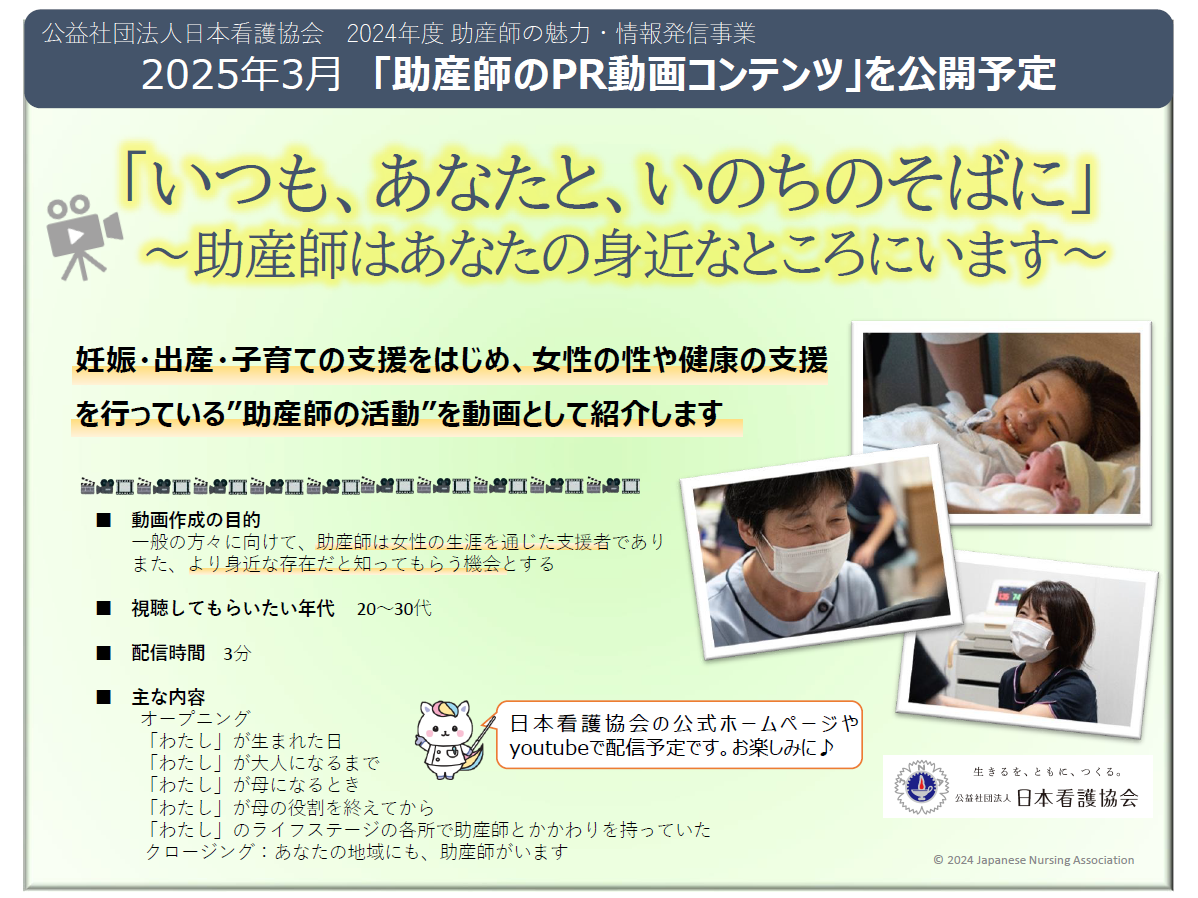 公益社団法人日本看護協会　2024年度 助産師の魅力・情報発信事業
2025年3月 「助産師のPR動画コンテンツ」を公開予定
「いつも、あなたと、いのちのそばに」
～助産師はあなたの身近なところにいます～
妊娠・出産・子育ての支援をはじめ、女性の性や健康の支援
を行っている”助産師の活動”を動画として紹介します
■ 動画作成の目的
一般の方々に向けて、助産師は女性の生涯を通じた支援者であり
また、より身近な存在だと知ってもらう機会とする
■ 視聴してもらいたい年代　20～30代
■ 配信時間　3分
■ 主な内容
オープニング
「わたし」が生まれた日
「わたし」が大人になるまで
「わたし」が母になるとき
「わたし」が母の役割を終えてから
「わたし」のライフステージの各所で助産師とかかわりを持っていた
クロージング：あなたの地域にも、助産師がいます
日本看護協会の公式ホームページや
youtubeで配信予定です。お楽しみに♪
生きるを、ともに、つくる。
公益社団法人 日本看護協会
© 2024 Japanese Nursing Association